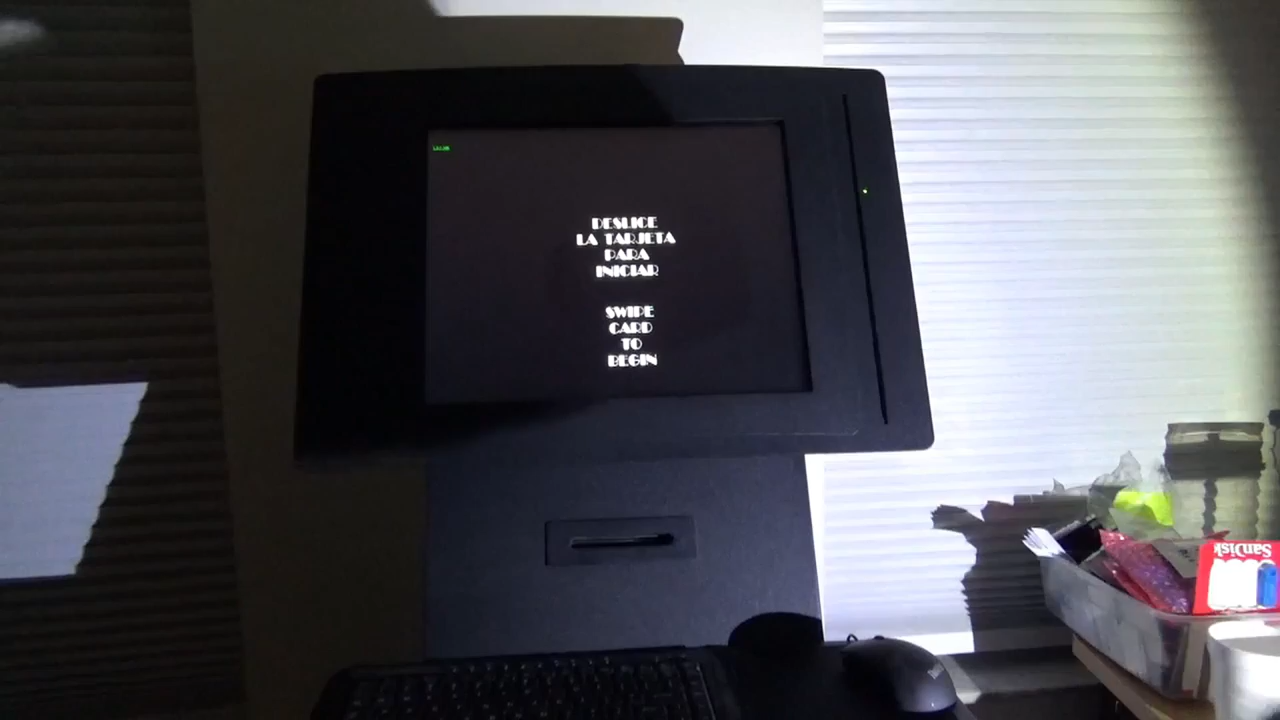 DESLICE
LA TARJETA
PARA
INICIAR
SWIPE
CARD
TO
BEGIN
SanDisk